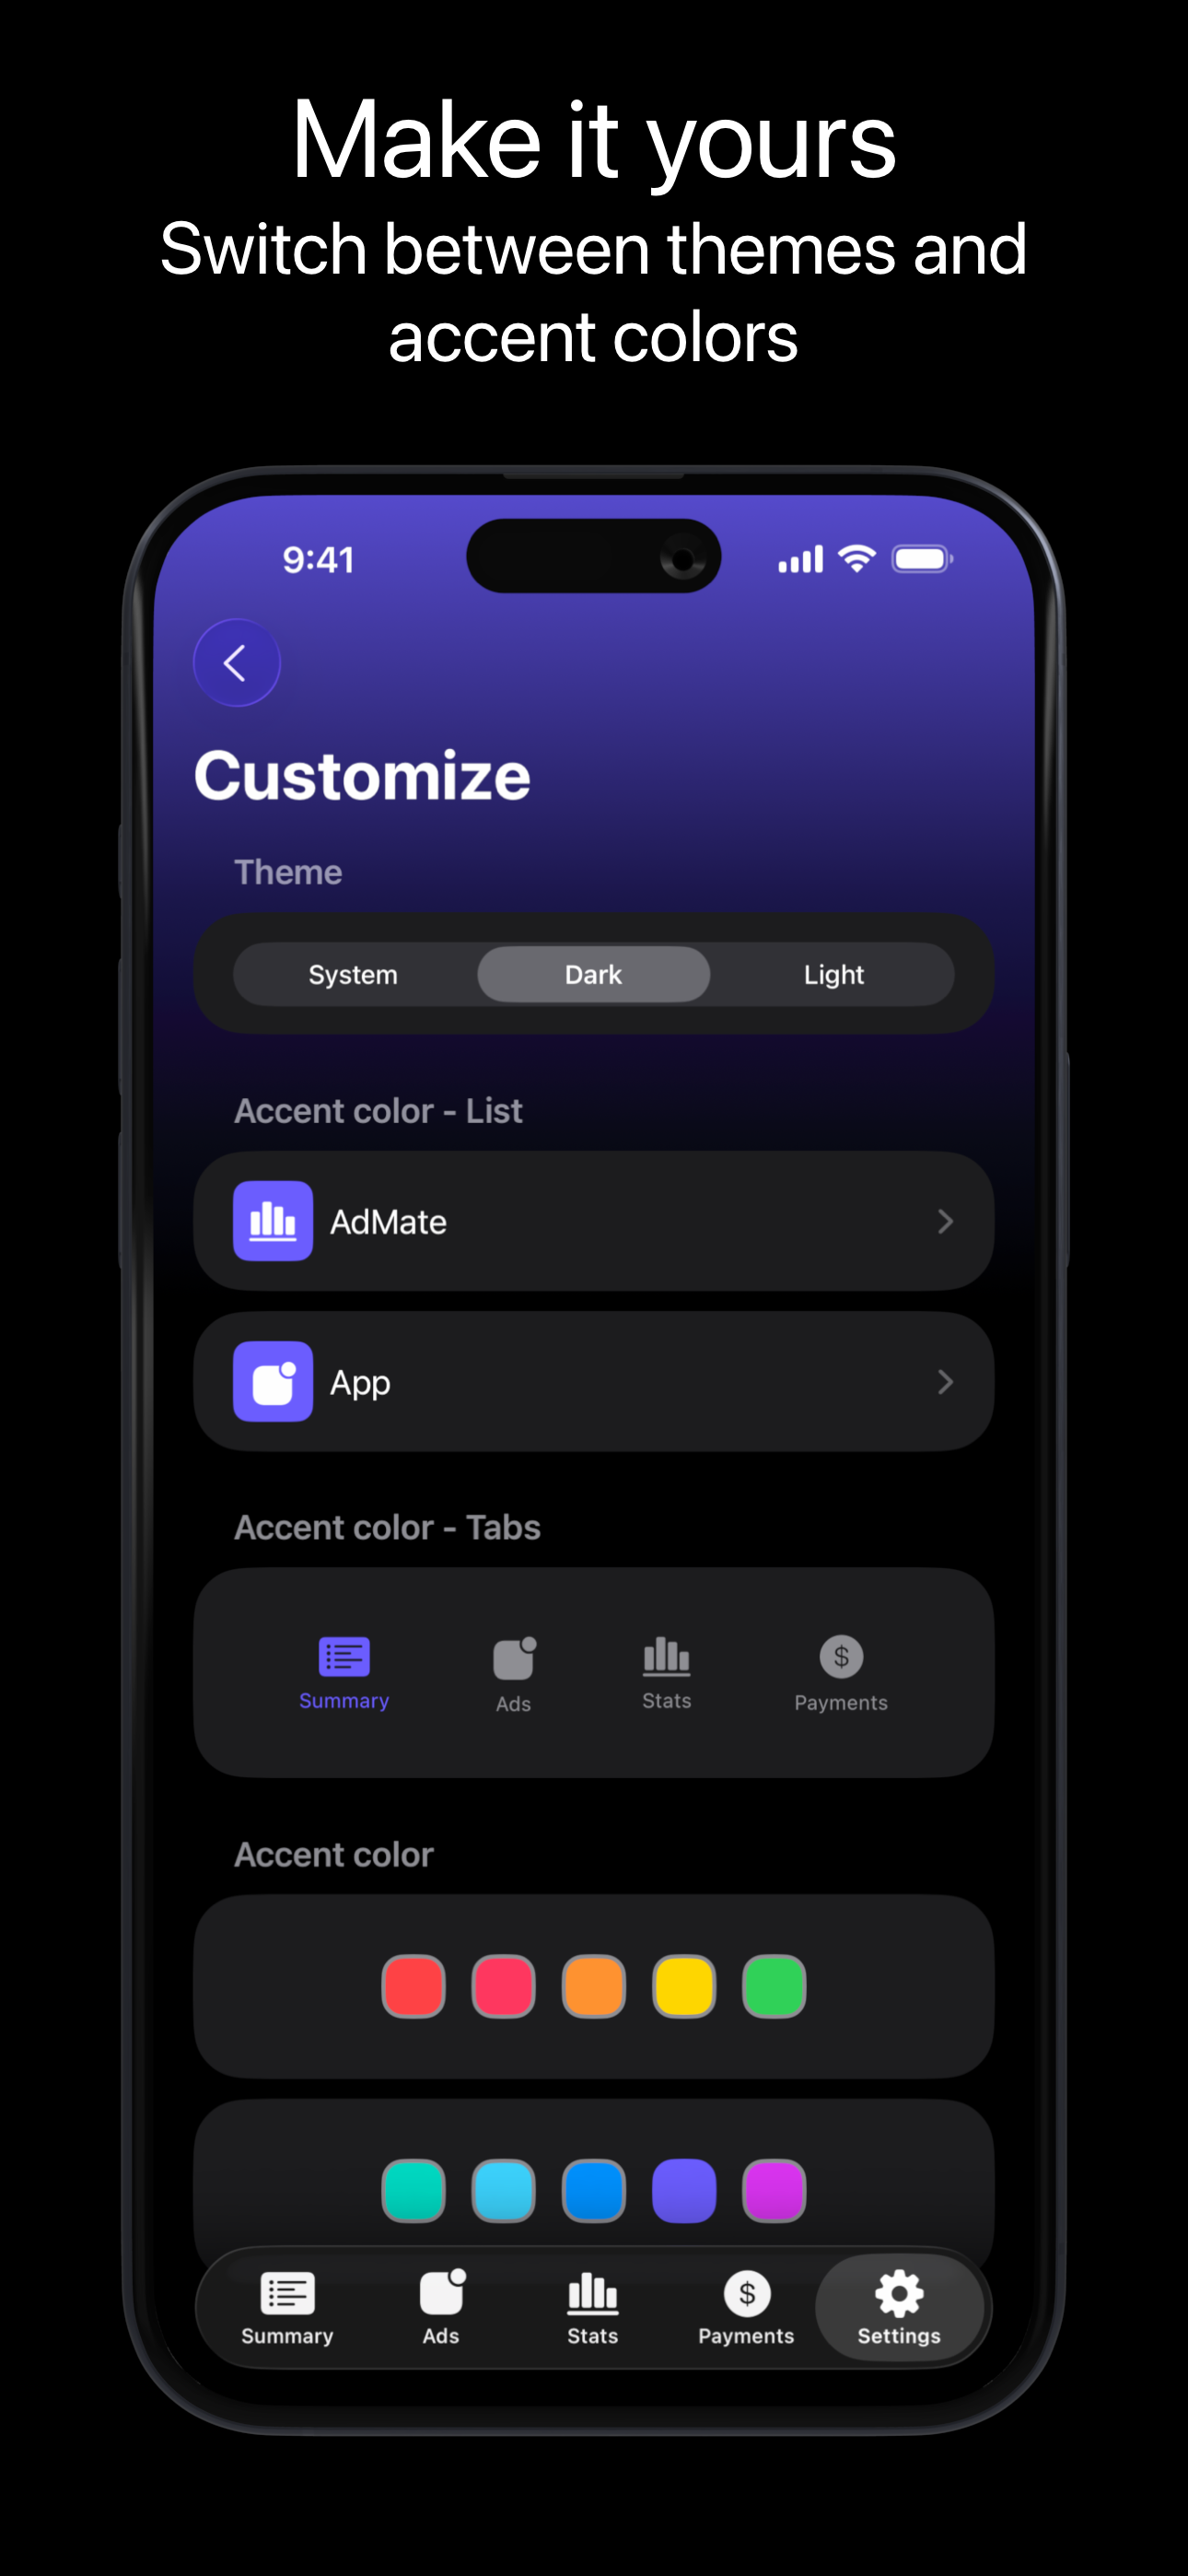 Make it yours
Switch between themes and
accent colors
9:41
Customize
Theme
System Dark Light
Accent color - List
AdMate
App
Accent color - Tabs
Summary Ads Stats Payments
Accent color
Summary Ads Stats Payments Settings